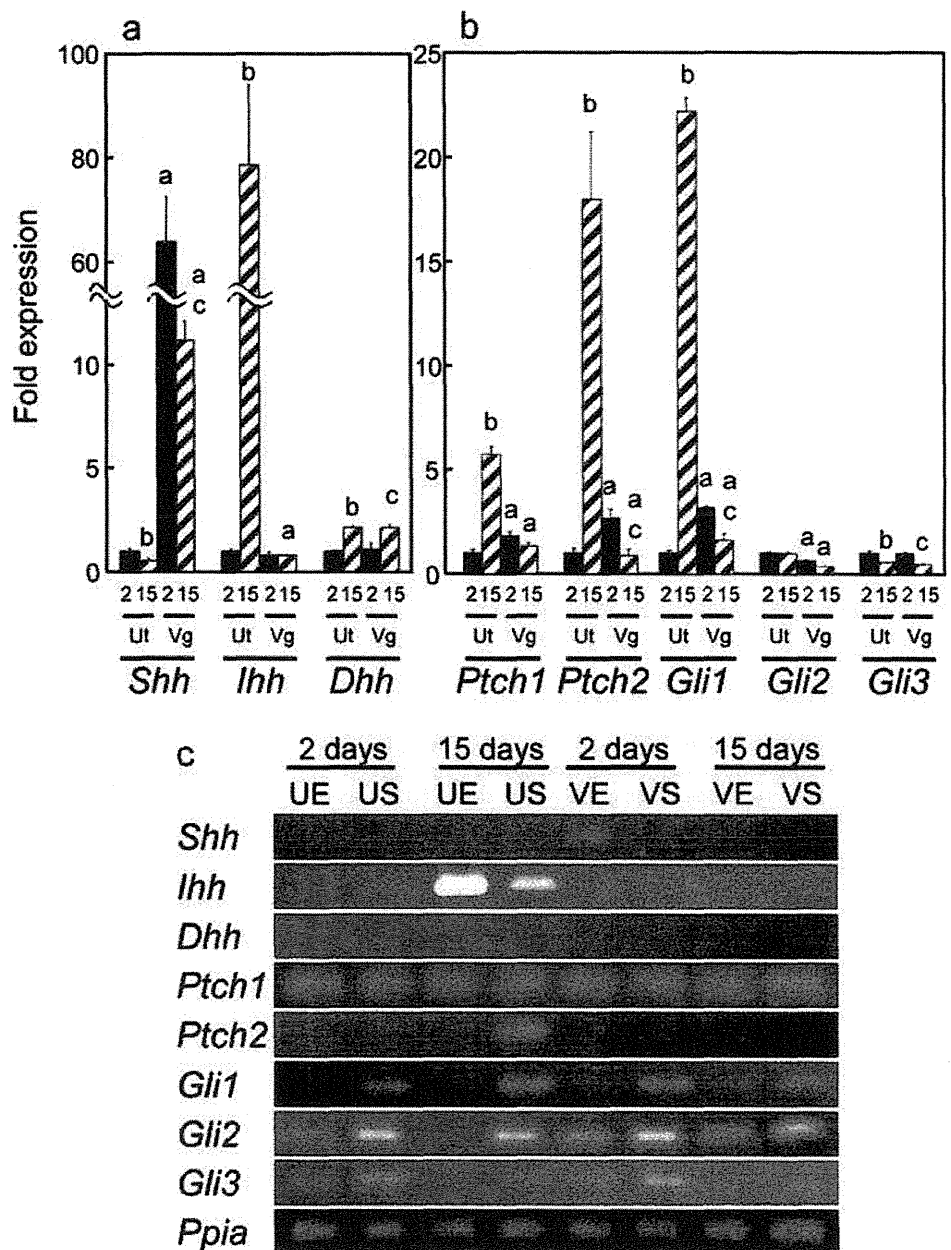 a
b
100
80
60
10
5
0
Fold expression
a
a
c
b
b
a
b
c
25
20
15
10
5
0
b
a
a
b
a
a
c
b
a
a
c
a
a
b
c
2 15 2 15 2 15 2 15 2 15 2 15
Ut Vg Ut Vg Ut Vg
Shh Ihh Dhh
2 15 2 15 2 15 2 15 2 15 2 15 2 15 2 15 2 15 2 15
Ut Vg Ut Vg Ut Vg Ut Vg Ut Vg
Ptch1 Ptch2 Gli1 Gli2 Gli3
c
2 days 15 days 2 days 15 days
UE US UE US VE VS VE VS
Shh
Ihh
Dhh
Ptch1
Ptch2
Gli1
Gli2
Gli3
Ppia